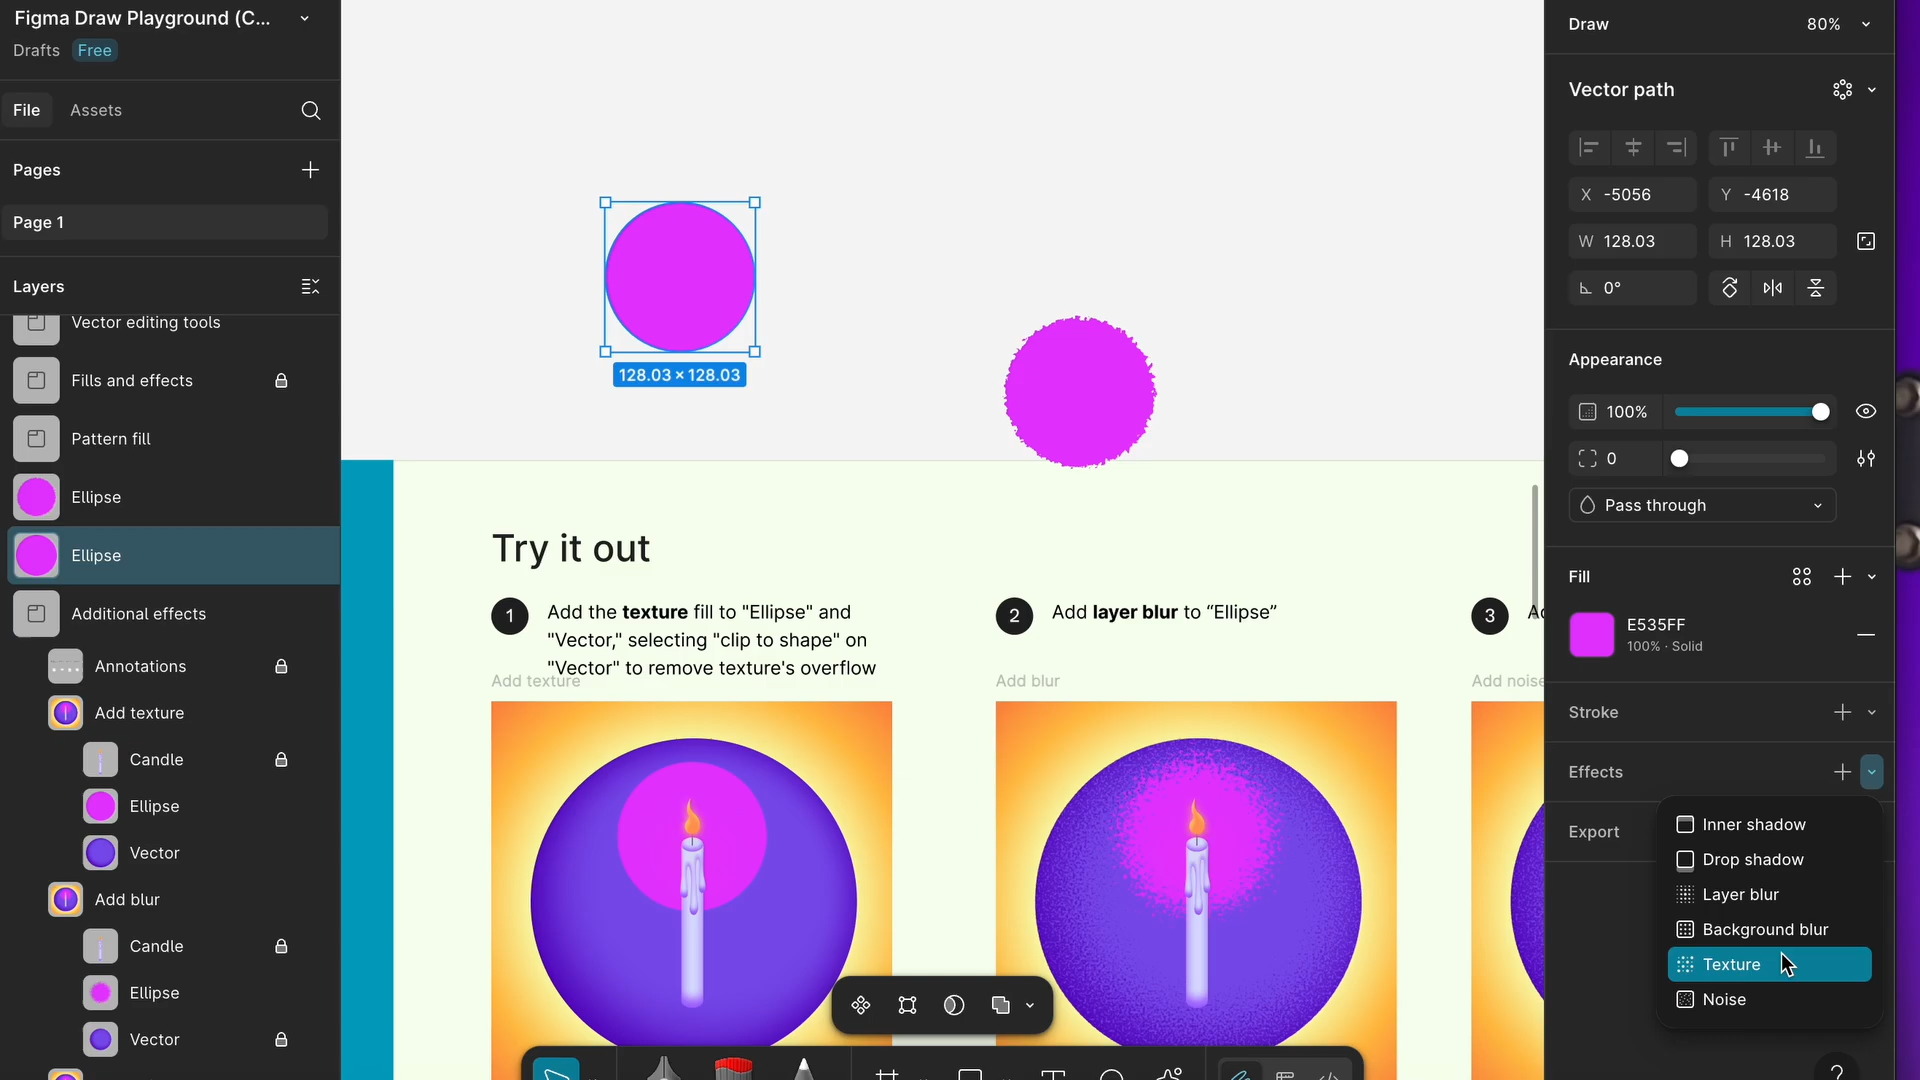 Figma Draw Playground (C...
Drafts Free
File Assets
Pages
Page 1
Layers
Vector editing tools
Fills and effects
Pattern fill
Ellipse
Ellipse
Additional effects
Annotations
Add texture
Candle
Ellipse
Vector
Add blur
Candle
Ellipse
Vector
128.03 × 128.03
Try it out
1 Add the texture fill to "Ellipse" and
"Vector," selecting "clip to shape" on
"Vector" to remove texture's overflow
Add texture
2 Add layer blur to “Ellipse”
Add blur
3
Add noise
Draw 80%
Vector path
X -5056 Y -4618
W 128.03 H 128.03
0°
Appearance
100%
0
Pass through
Fill
E535FF
100% · Solid
Stroke
Effects
Export
Inner shadow
Drop shadow
Layer blur
Background blur
Texture
Noise
?